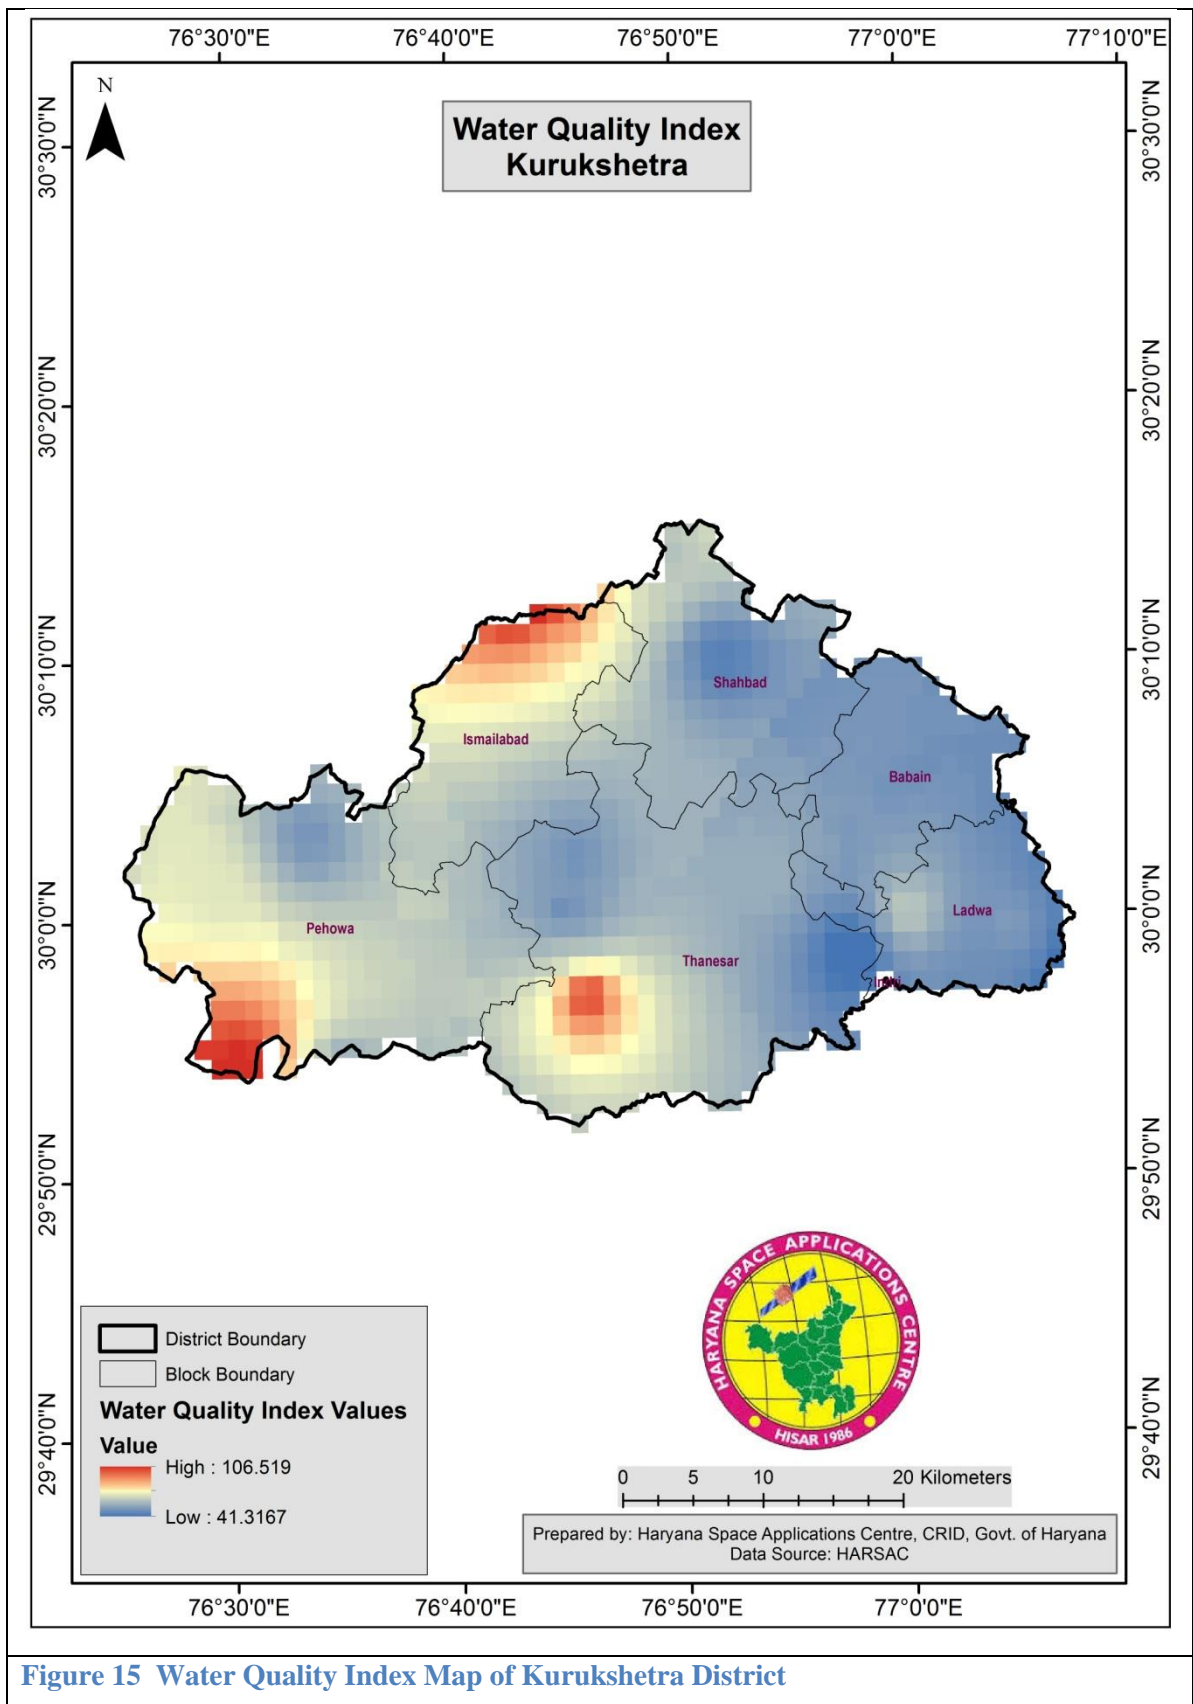 76°30'0"E 76°40'0"E 76°50'0"E 77°0'0"E 77°10'0"E
N
Water Quality Index
Kurukshetra
30°30'0"N 30°30'0"N
30°20'0"N 30°20'0"N
30°10'0"N 30°10'0"N
Shahbad
Ismailabad
Babain
Ladwa
Pehowa
30°0'0"N 30°0'0"N
Thanesar
29°50'0"N 29°50'0"N
HARYANA SPACE APPLICATIONS CENTRE
HISAR 1986
District Boundary
Block Boundary
Water Quality Index Values
Value
High : 106.519
Low : 41.3167
29°40'0"N 29°40'0"N
0 5 10 20 Kilometers
Prepared by: Haryana Space Applications Centre, CRID, Govt. of Haryana
Data Source: HARSAC
76°30'0"E 76°40'0"E 76°50'0"E 77°0'0"E
Figure 15 Water Quality Index Map of Kurukshetra District